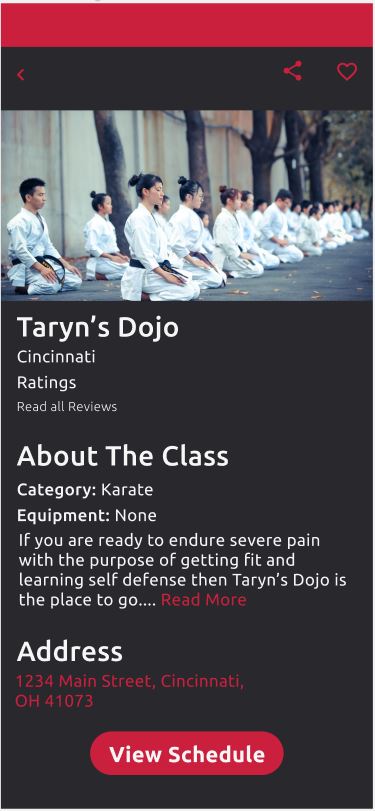 Taryn’s Dojo
Cincinnati
Ratings
Read all Reviews
About The Class
Category: Karate
Equipment: None
If you are ready to endure severe pain
with the purpose of getting fit and
learning self defense then Taryn’s Dojo is
the place to go.... Read More
Address
1234 Main Street, Cincinnati,
OH 41073
View Schedule